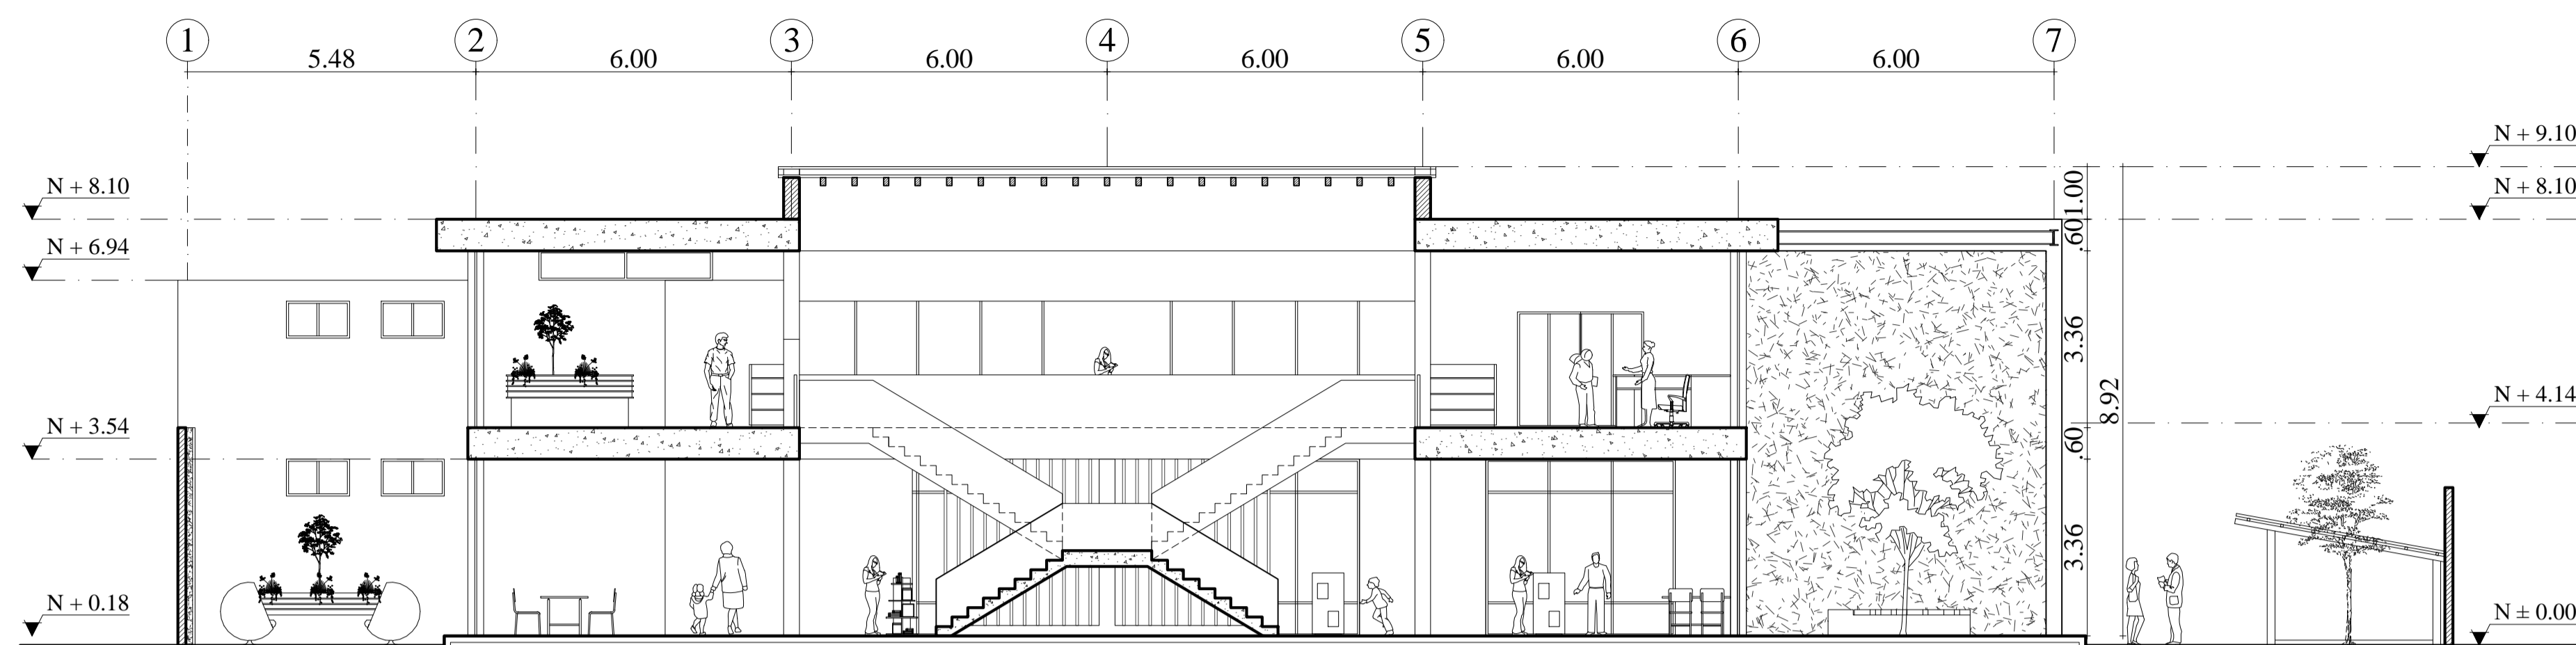 1 2 3 4 5 6 7
5.48 6.00 6.00 6.00 6.00 6.00
N + 9.10
N + 8.10
N + 8.10
1.00
.60
N + 6.94
3.36
N + 4.14
8.92
N + 3.54
.60
3.36
N + 0.18
N ± 0.00